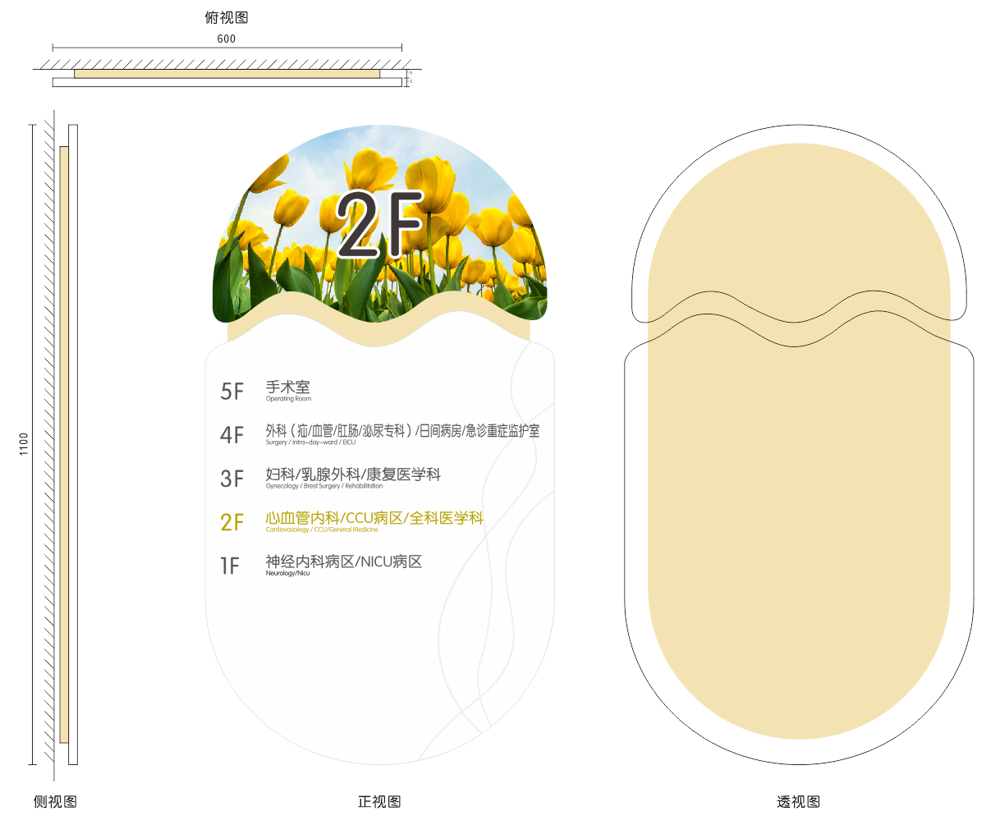 俯视图
600
15
15
1100
2F
5F 手术室
Operating Room
4F 外科（疝/血管/肛肠/泌尿专科）/日间病房/急诊重症监护室
Surgery / Intra-day-ward / EICU
3F 妇科/乳腺外科/康复医学科
Gynecology / Brest Surgery / Rehabilitation
2F 心血管内科/CCU病区/全科医学科
Cardiovasology / CCU/General Medicine
1F 神经内科病区/NICU病区
Neurology/Nicu
侧视图
正视图
透视图